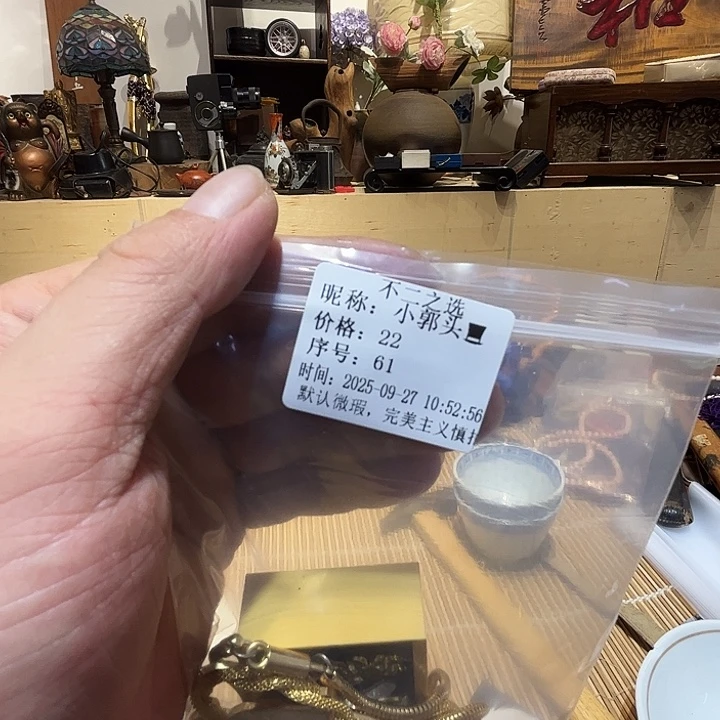 不二之选
昵称: 小郭头🎩
价格: 22
序号: 61
时间: 2025-09-27 10:52:56
默认微瑕，完美主义慎